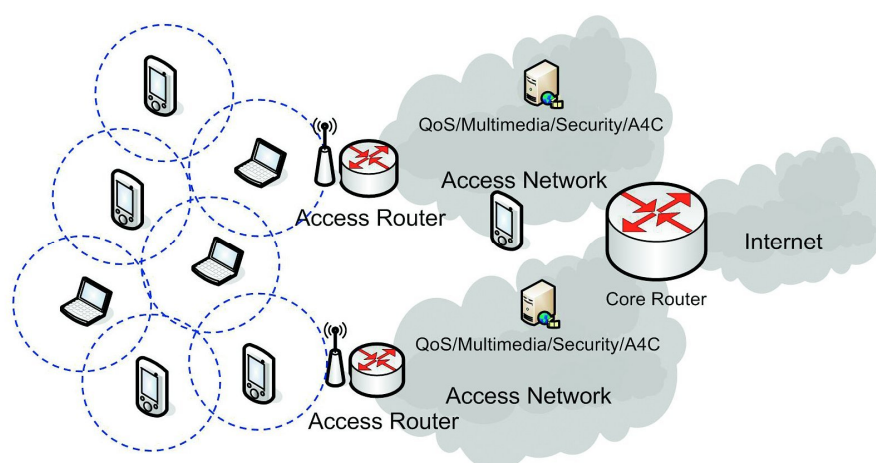 QoS/Multimedia/Security/A4C
Access Network
Access Router
Internet
Core Router
QoS/Multimedia/Security/A4C
Access Network
Access Router